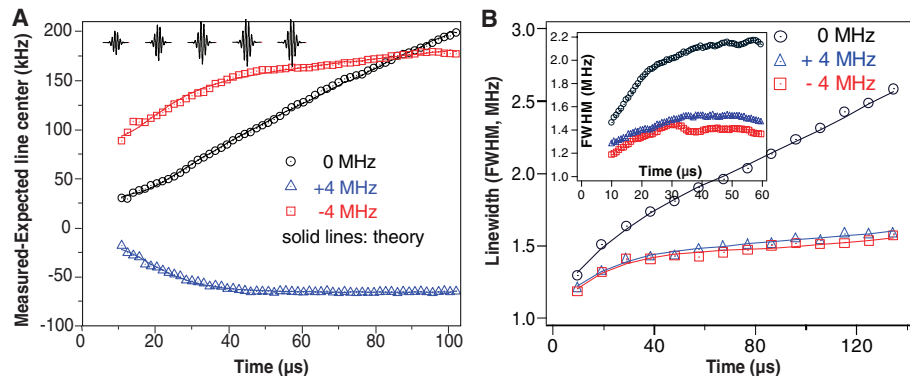 A
Measured-Expected line center (kHz)
200
150
100
50
0
-50
-100
0 MHz
+4 MHz
-4 MHz
solid lines: theory
20
40
60
80
100
Time (µs)
B
Linewidth (FWHM, MHz)
3.0
2.5
2.0
1.5
1.0
0 MHz
+ 4 MHz
- 4 MHz
FWHM (MHz)
2.2
2.0
1.8
1.6
1.4
1.2
1.0
0
10
20
30
40
50
60
Time (µs)
0
40
80
120
Time (µs)